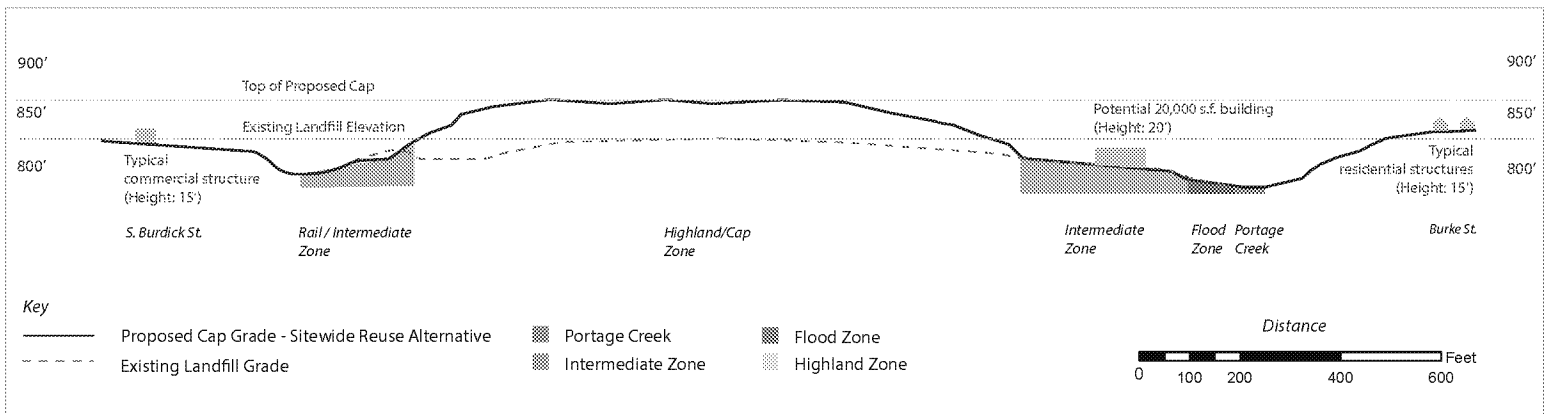 900'
900'
Top of Proposed Cap
850'
Potential 20,000 s.f. building
(Height: 20')
850'
Existing Landfill Elevation
800'
Typical
commercial structure
(Height: 15')
Typical
residential structures
(Height: 15')
800'
S. Burdick St.
Rail / Intermediate
Zone
Highland/Cap
Zone
Intermediate
Zone
Flood
Zone
Portage
Creek
Burke St.
Key
Proposed Cap Grade - Sitewide Reuse Alternative
Existing Landfill Grade
Portage Creek
Intermediate Zone
Flood Zone
Highland Zone
Distance
Feet
0 100 200 400 600